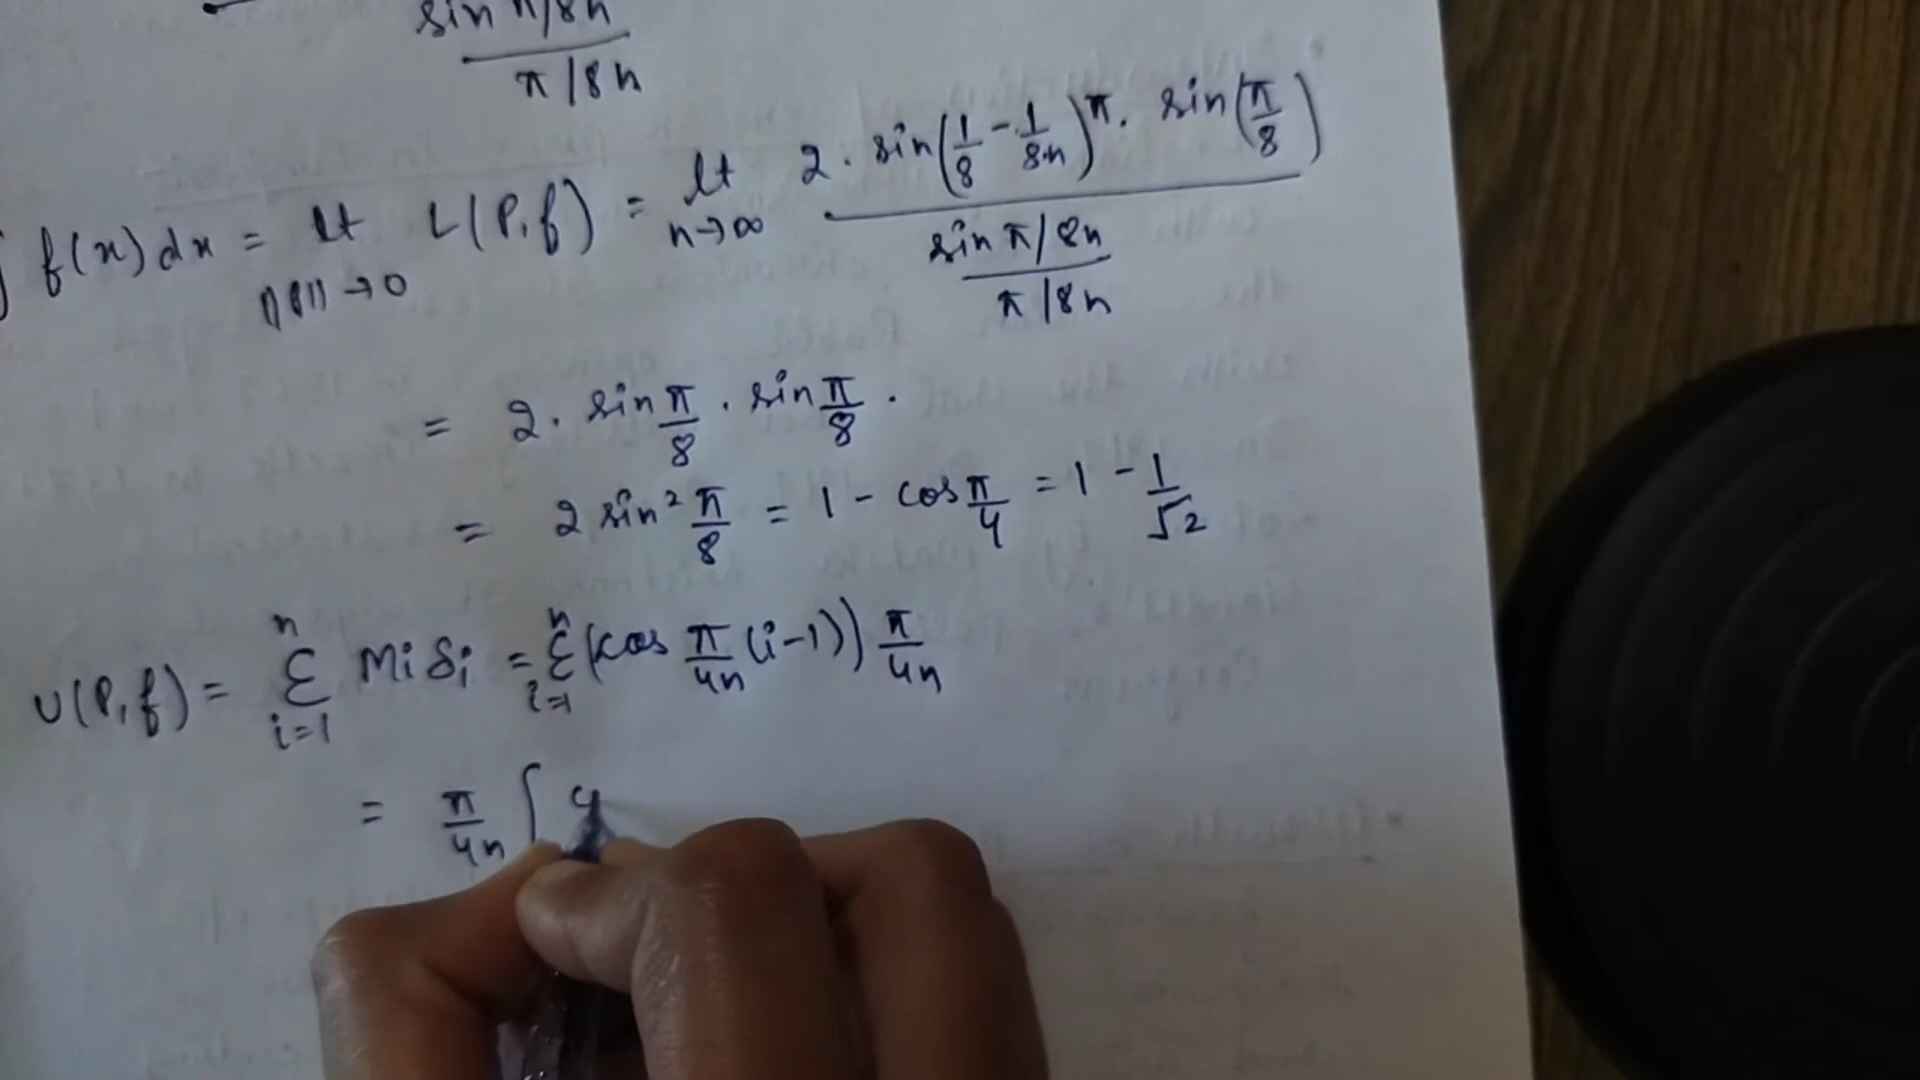 sin π/8n
π/8n
∫ f(x)dx = lt L(P,f) = lt 2 . sin(1/8 - 1/8n)π . sin(π/8)
||δ|| → 0 n→∞ sin π/8n
π/8n
= 2 . sin π/8 . sin π/8 .
= 2 sin² π/8 = 1 - cos π/4 = 1 - 1/√2
U(P,f) = Σ i=1 n Mi δi = Σ i=1 n (cos π/4n (i-1)) π/4n
= π/4n [